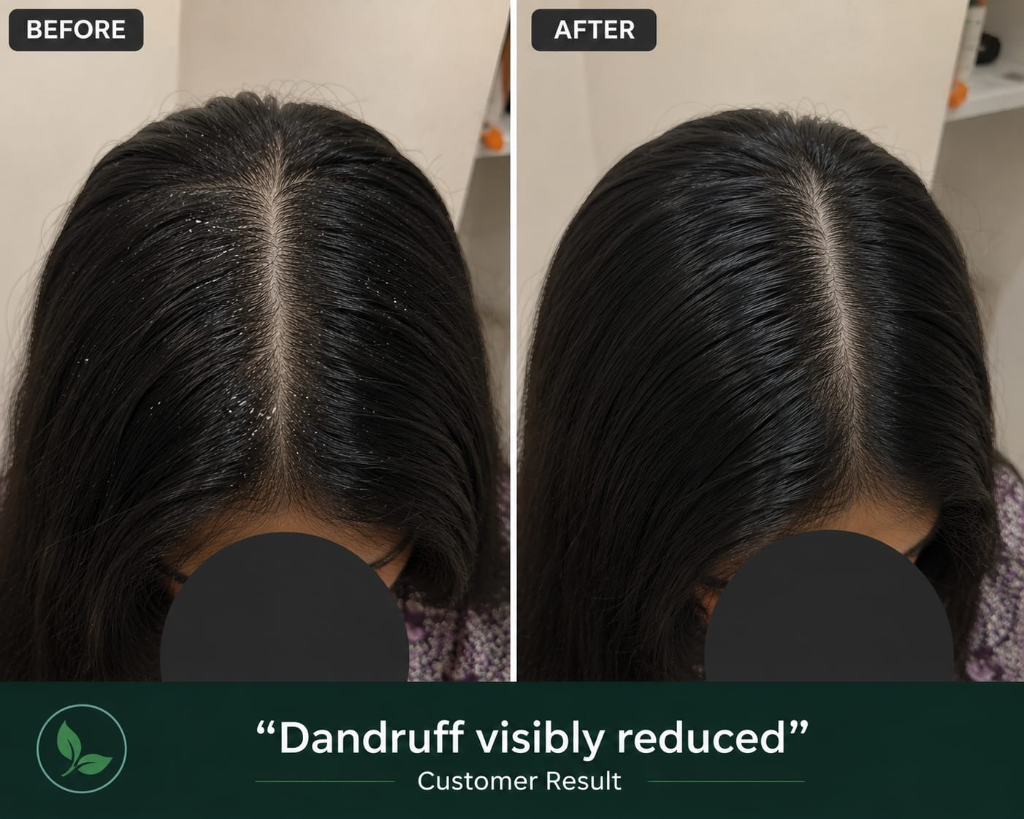 BEFORE
AFTER
“Dandruff visibly reduced”
Customer Result